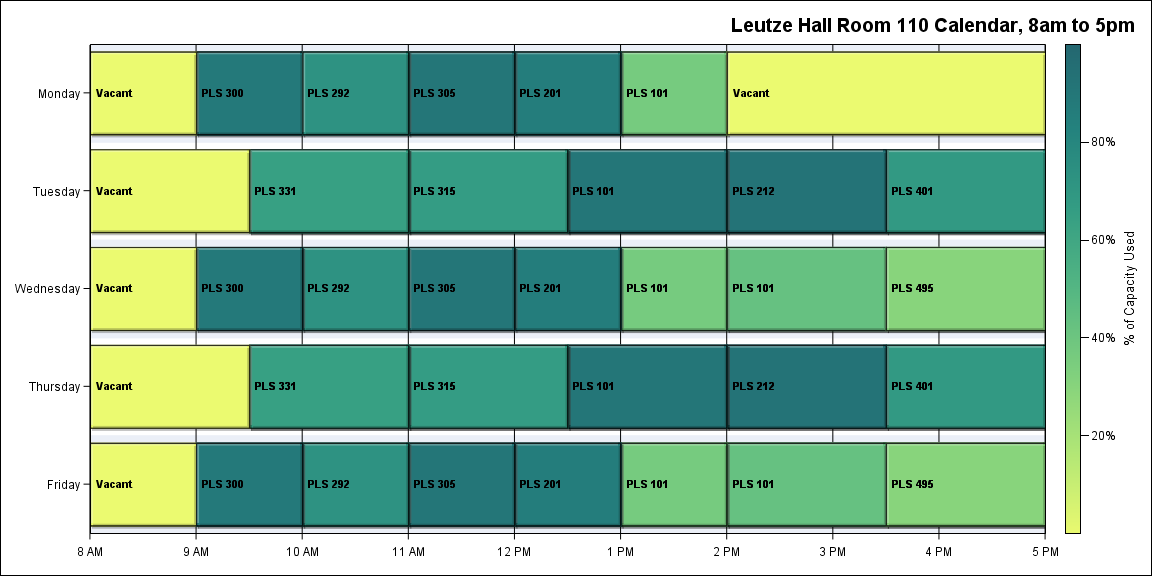 Leutze Hall Room 110 Calendar, 8am to 5pm
Monday
Vacant
PLS 300
PLS 292
PLS 305
PLS 201
PLS 101
Vacant
Tuesday
Vacant
PLS 331
PLS 315
PLS 101
PLS 212
PLS 401
Wednesday
Vacant
PLS 300
PLS 292
PLS 305
PLS 201
PLS 101
PLS 101
PLS 495
Thursday
Vacant
PLS 331
PLS 315
PLS 101
PLS 212
PLS 401
Friday
Vacant
PLS 300
PLS 292
PLS 305
PLS 201
PLS 101
PLS 101
PLS 495
8 AM
9 AM
10 AM
11 AM
12 PM
1 PM
2 PM
3 PM
4 PM
5 PM
80%
60%
40%
20%
% of Capacity Used